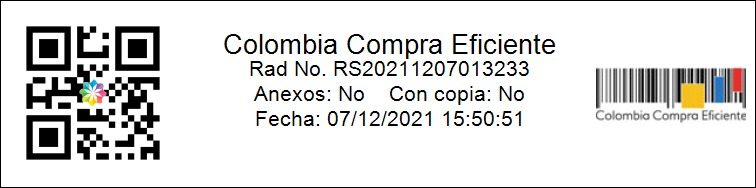 Colombia Compra Eficiente
Rad No. RS20211207013233
Anexos: No Con copia: No
Fecha: 07/12/2021 15:50:51
Colombia Compra Eficiente